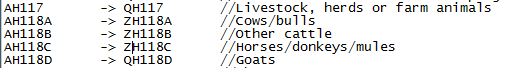 AH117 -> QH117 //Livestock, herds or farm animals
AH118A -> ZH118A //Cows/bulls
AH118B -> ZH118B //Other cattle
AH118C -> ZH118C //Horses/donkeys/mules
AH118D -> QH118D //Goats